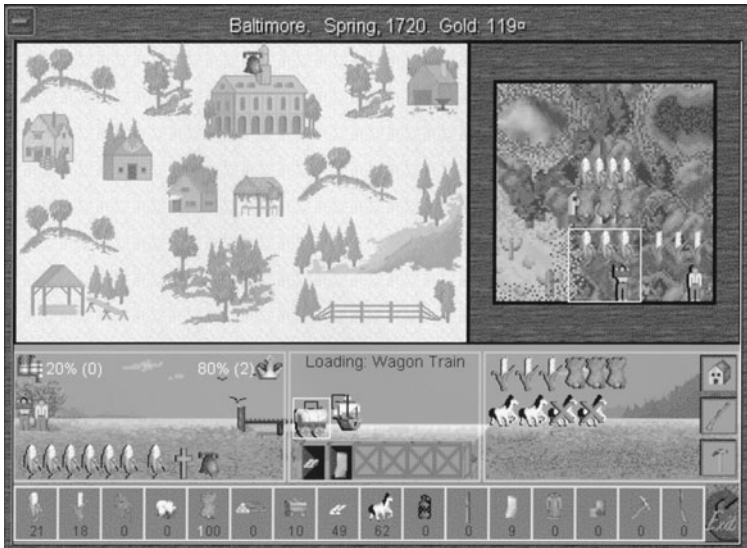 Baltimore. Spring, 1720. Gold: 119¤
20% (0) 80% (2)
Loading: Wagon Train
21 18 0 0 100 0 10 49 62 0 0 9 0 0 0 0
Exit